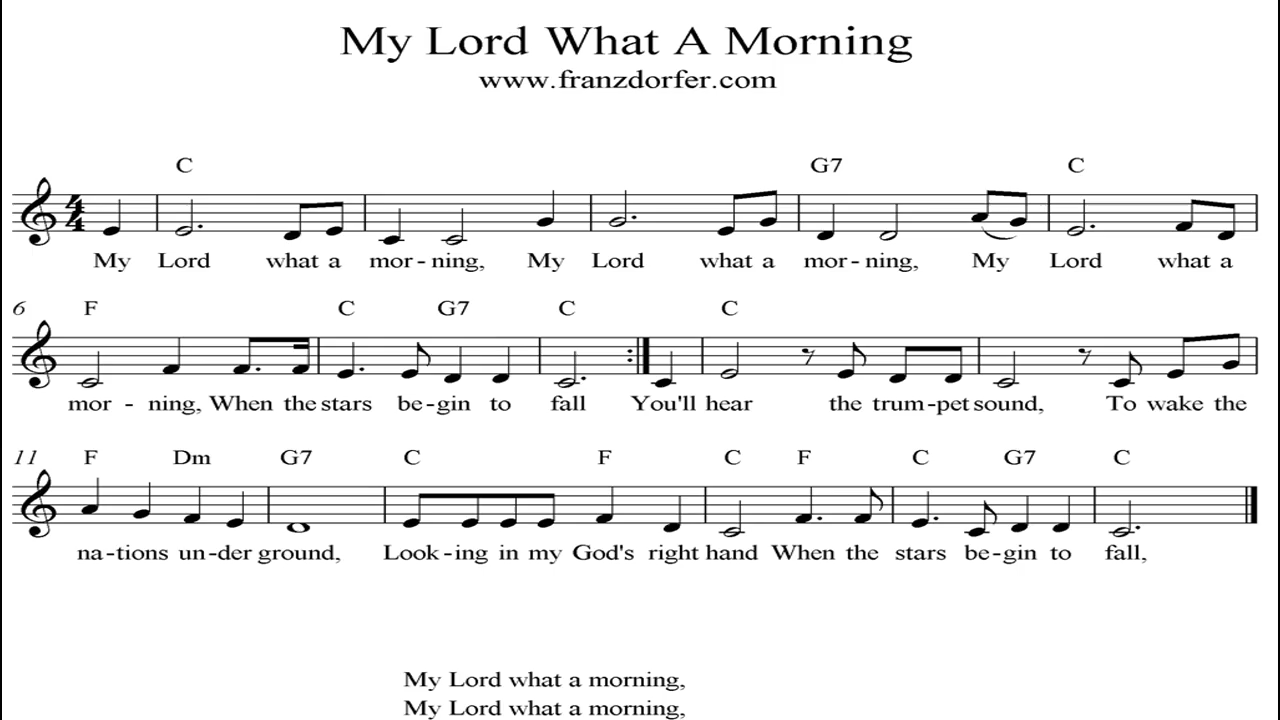 My Lord What A Morning
www.franzdorfer.com
C G7 C
4
4
My Lord what a mor - ning, My Lord what a mor - ning, My Lord what a
6 F C G7 C C
mor - ning, When the stars be - gin to fall You'll hear the trum - pet sound, To wake the
11 F Dm G7 C F C F C G7 C
na - tions un - der ground, Look - ing in my God's right hand When the stars be - gin to fall,
My Lord what a morning,
My Lord what a morning,